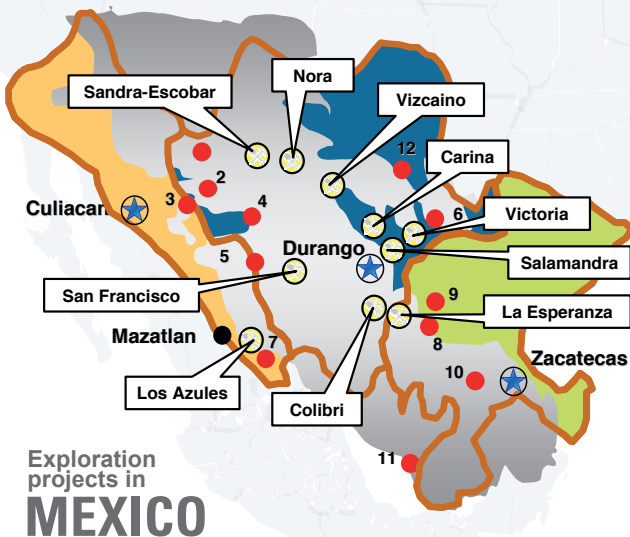 Nora
Sandra-Escobar
Vizcaino
Carina
12
2
3
4
Culiacan
6
Victoria
Durango
5
Salamandra
San Francisco
9
La Esperanza
Mazatlan
8
7
Zacatecas
10
Los Azules
Colibri
11
Exploration
projects in
MEXICO